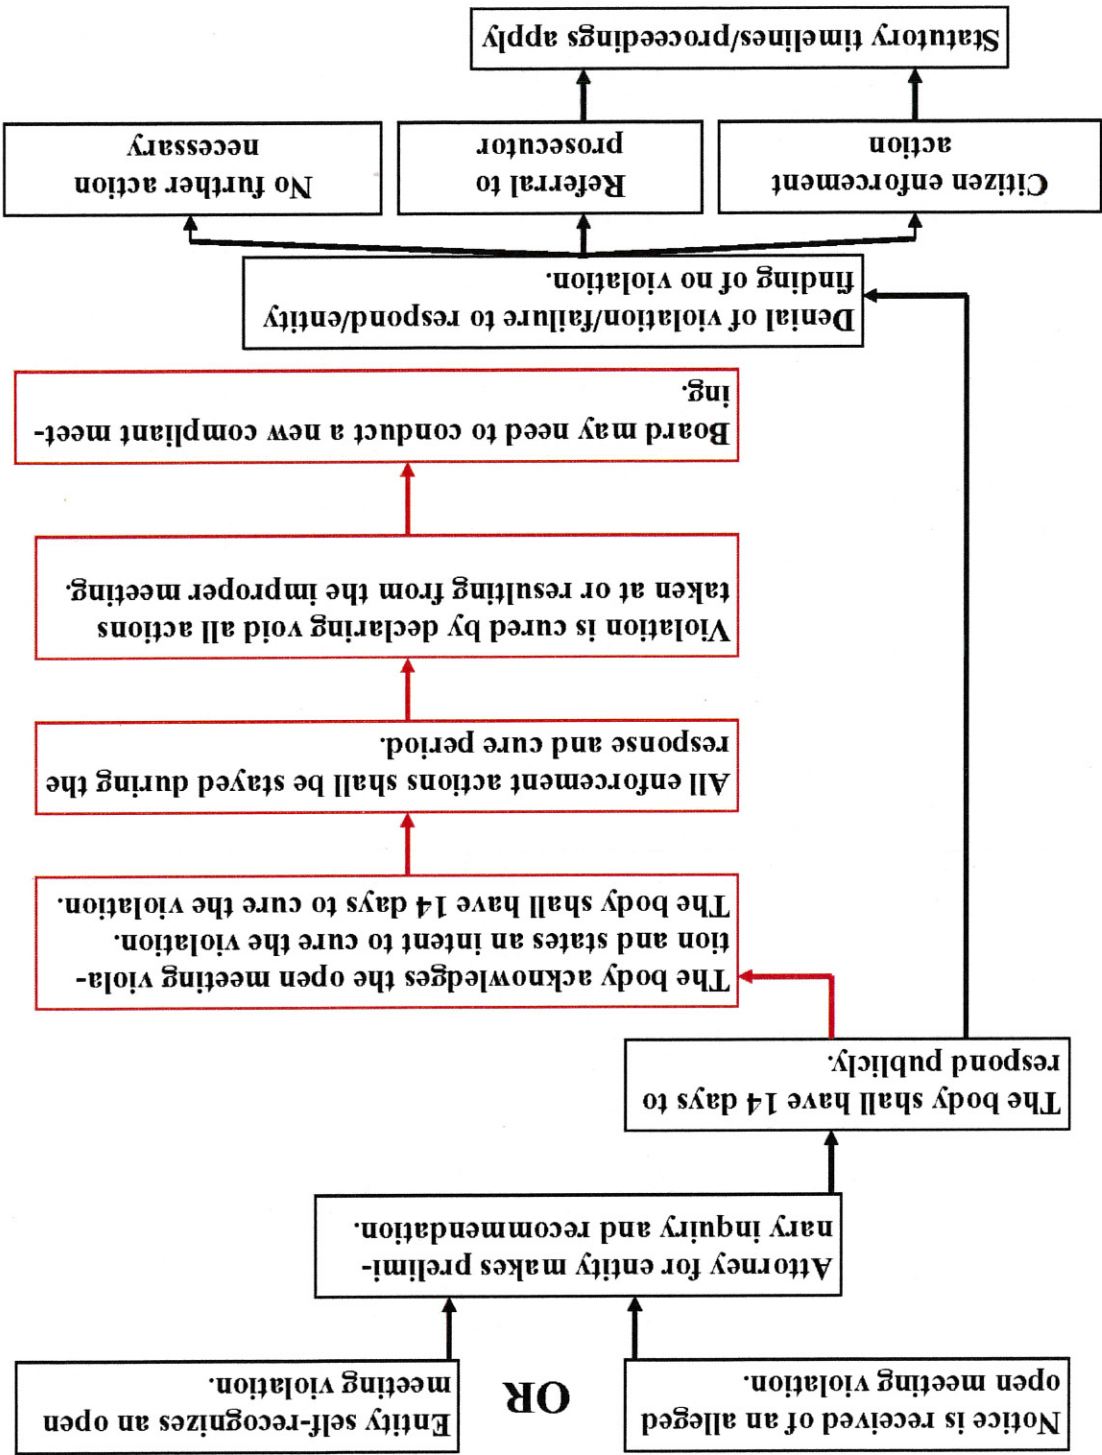 Notice is received of an alleged
open meeting violation.
OR
Entity self-recognizes an open
meeting violation.
Attorney for entity makes prelimi-
nary inquiry and recommendation.
The body shall have 14 days to
respond publicly.
The body acknowledges the open meeting viola-
tion and states an intent to cure the violation.
The body shall have 14 days to cure the violation.
All enforcement actions shall be stayed during the
response and cure period.
Violation is cured by declaring void all actions
taken at or resulting from the improper meeting.
Board may need to conduct a new compliant meet-
ing.
Denial of violation/failure to respond/entity
finding of no violation.
Citizen enforcement
action
Referral to
prosecutor
No further action
necessary
Statutory timelines/proceedings apply